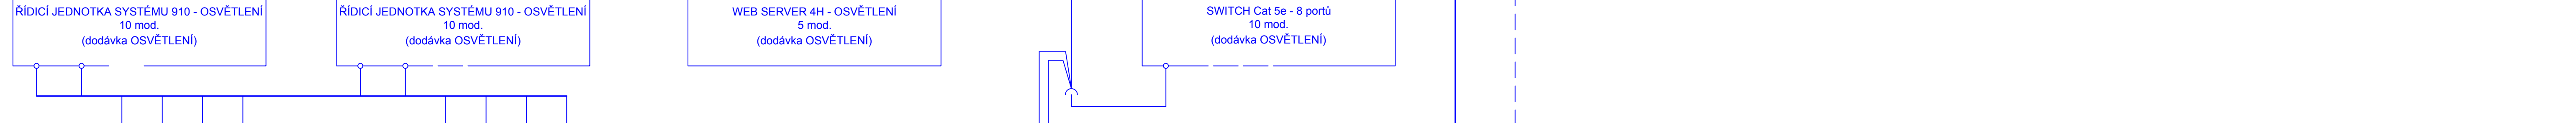 ŘÍDICÍ JEDNOTKA SYSTÉMU 910 - OSVĚTLENÍ
10 mod.
(dodávka OSVĚTLENÍ)
ŘÍDICÍ JEDNOTKA SYSTÉMU 910 - OSVĚTLENÍ
10 mod.
(dodávka OSVĚTLENÍ)
WEB SERVER 4H - OSVĚTLENÍ
5 mod.
(dodávka OSVĚTLENÍ)
SWITCH Cat 5e - 8 portů
10 mod.
(dodávka OSVĚTLENÍ)